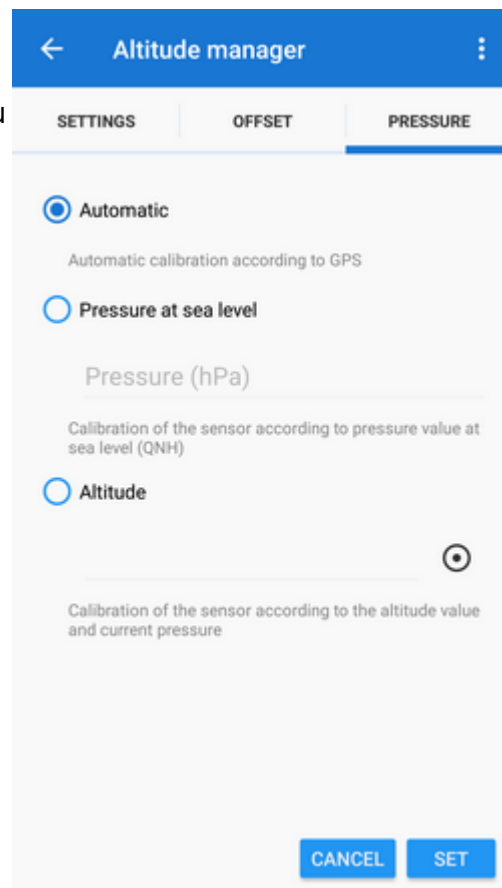 Altitude manager
SETTINGS OFFSET PRESSURE
Automatic
Automatic calibration according to GPS
Pressure at sea level
Pressure (hPa)
Calibration of the sensor according to pressure value at
sea level (QNH)
Altitude
Calibration of the sensor according to the altitude value
and current pressure
CANCEL SET